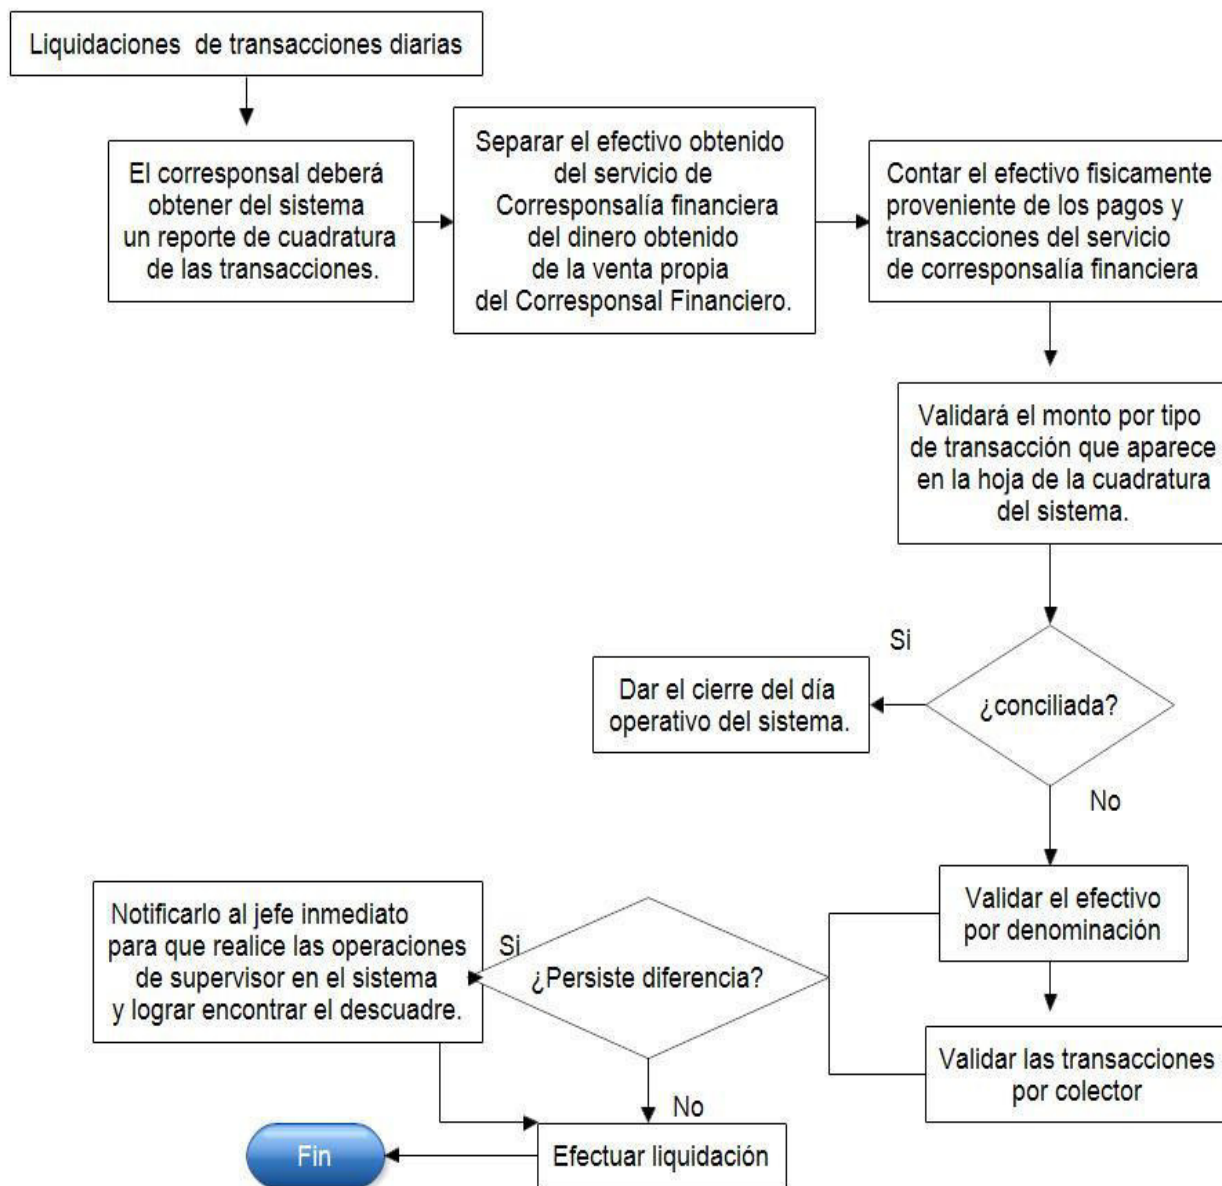 Liquidaciones de transacciones diarias
El corresponsal deberá
obtener del sistema
un reporte de cuadratura
de las transacciones.
Separar el efectivo obtenido
del servicio de
Corresponsalía financiera
del dinero obtenido
de la venta propia
del Corresponsal Financiero.
Contar el efectivo fisicamente
proveniente de los pagos y
transacciones del servicio
de corresponsalía financiera
Validará el monto por tipo
de transacción que aparece
en la hoja de la cuadratura
del sistema.
¿conciliada?
Si
Dar el cierre del día
operativo del sistema.
No
Validar el efectivo
por denominación
Validar las transacciones
por colector
¿Persiste diferencia?
Si
Notificarlo al jefe inmediato
para que realice las operaciones
de supervisor en el sistema
y lograr encontrar el descuadre.
No
Efectuar liquidación
Fin